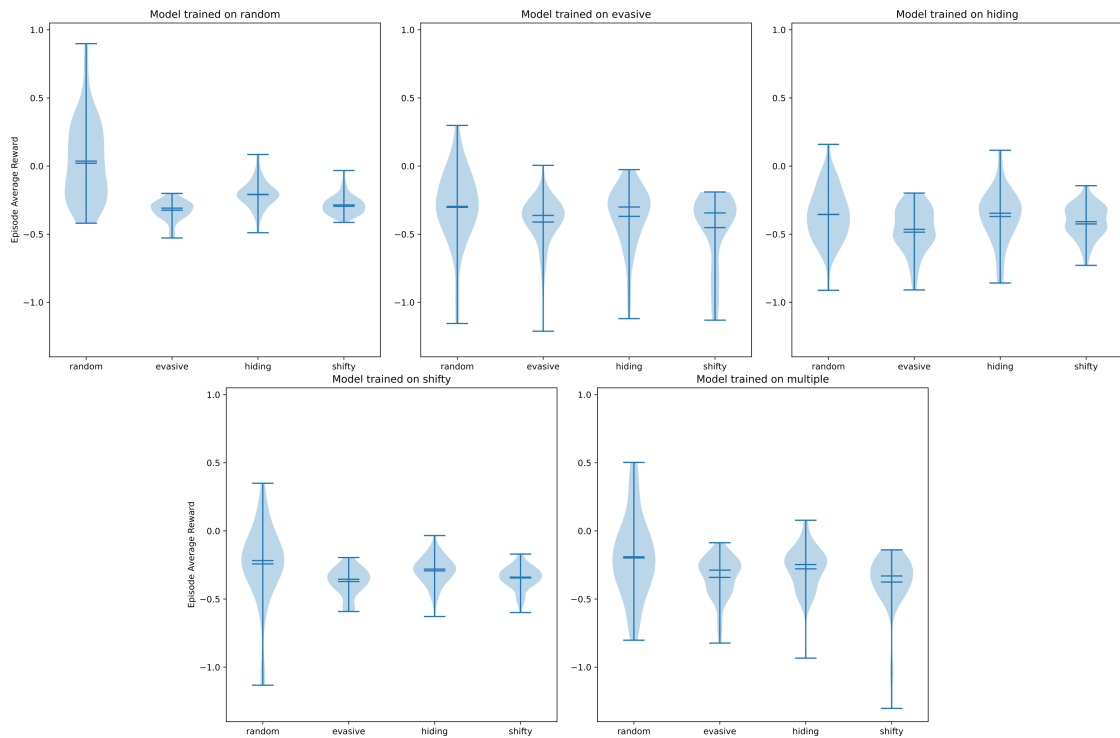 Model trained on random
Model trained on evasive
Model trained on hiding
Episode Average Reward
1.0
0.5
0.0
−0.5
−1.0
random evasive hiding shifty
1.0
0.5
0.0
−0.5
−1.0
random evasive hiding shifty
1.0
0.5
0.0
−0.5
−1.0
random evasive hiding shifty
Model trained on shifty
Model trained on multiple
Episode Average Reward
1.0
0.5
0.0
−0.5
−1.0
random evasive hiding shifty
1.0
0.5
0.0
−0.5
−1.0
random evasive hiding shifty